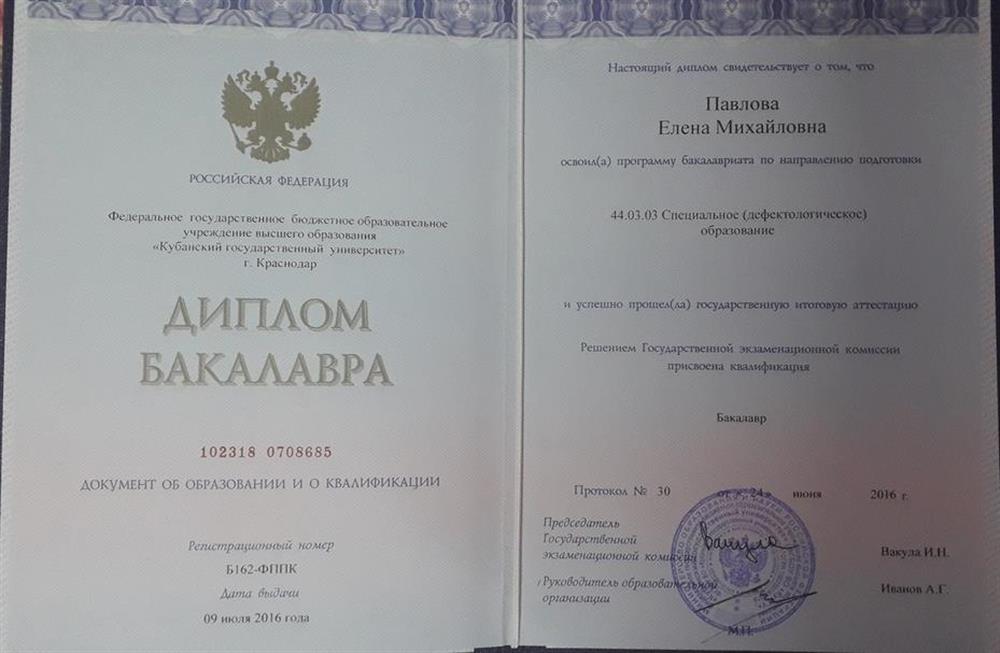 РОССИЙСКАЯ ФЕДЕРАЦИЯ
Федеральное государственное бюджетное образовательное
учреждение высшего образования
«Кубанский государственный университет»
г. Краснодар
ДИПЛОМ
БАКАЛАВРА
102318 0708685
ДОКУМЕНТ ОБ ОБРАЗОВАНИИ И О КВАЛИФИКАЦИИ
Регистрационный номер
Б162-ФППК
Дата выдачи
09 июля 2016 года
Настоящий диплом свидетельствует о том, что
Павлова
Елена Михайловна
освоил(а) программу бакалавриата по направлению подготовки
44.03.03 Специальное (дефектологическое)
образование
и успешно прошел(ла) государственную итоговую аттестацию
Решением Государственной экзаменационной комиссии
присвоена квалификация
Бакалавр
Протокол № 30 от « 24 » июня 2016 г.
Председатель
Государственной
экзаменационной комиссии
Вакула И.Н.
Руководитель образовательной
организации
Иванов А.Г.
М.П.